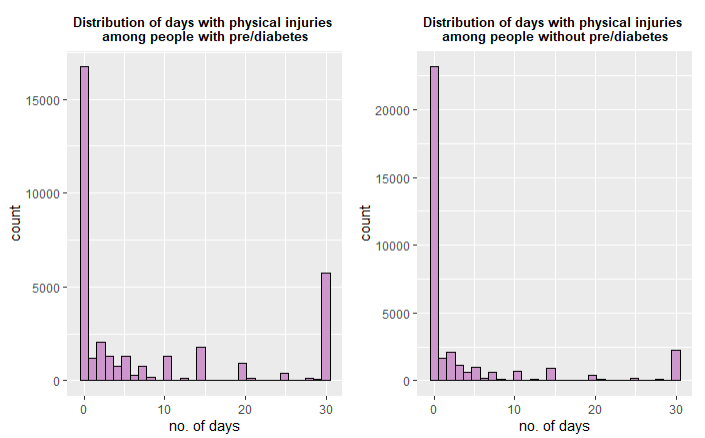 Distribution of days with physical injuries
among people with pre/diabetes
15000
10000
5000
0
count
0 10 20 30
no. of days
Distribution of days with physical injuries
among people without pre/diabetes
20000
15000
10000
5000
0
count
0 10 20 30
no. of days